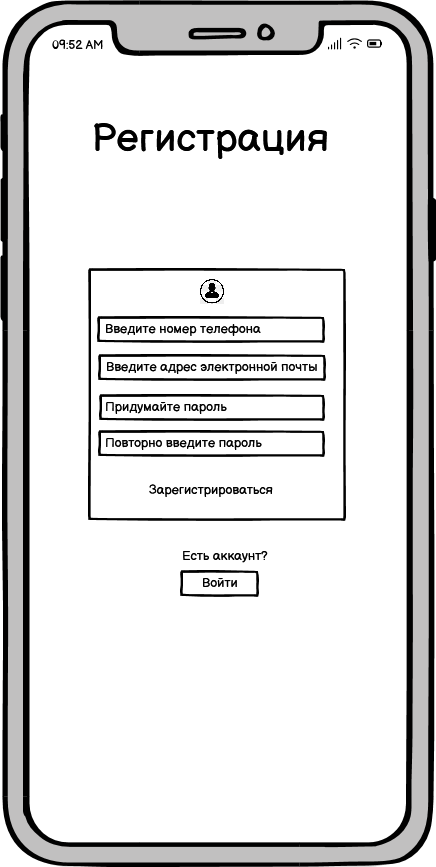 09:52 AM
Регистрация
Введите номер телефона
Введите адрес электронной почты
Придумайте пароль
Повторно введите пароль
Зарегистрироваться
Есть аккаунт?
Войти